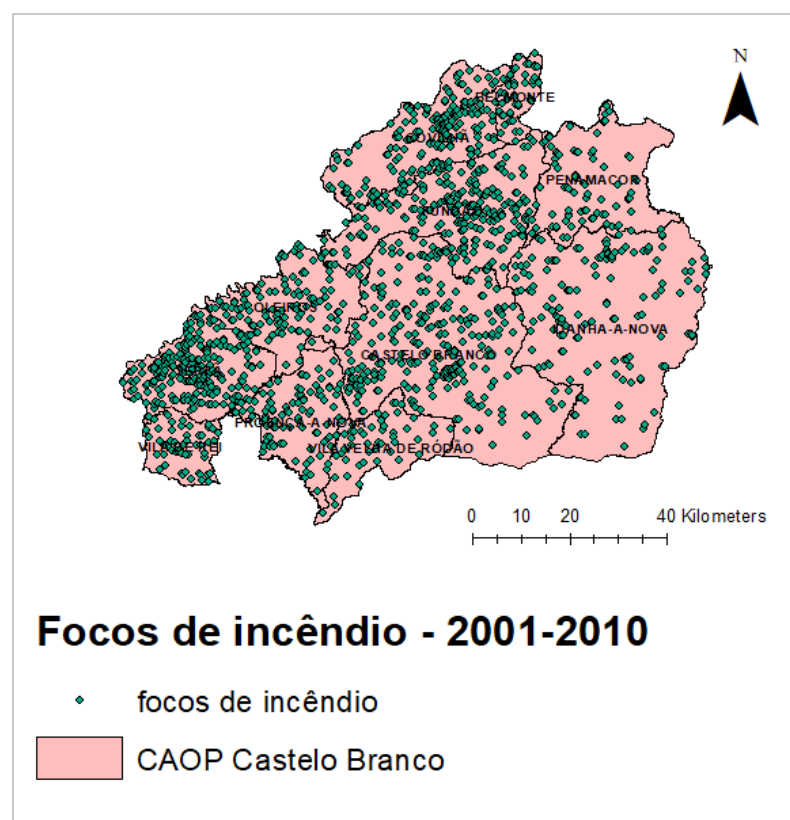 N
BELMONTE
COVILHÃ
PENAMACOR
FUNDÃO
OLEIROS
IDANHA-A-NOVA
CASTELO BRANCO
SERTÃ
PROENÇA-A-NOVA
VILA DE REI
VILA VELHA DE RÓDÃO
0 10 20 40 Kilometers
Focos de incêndio - 2001-2010
focos de incêndio
CAOP Castelo Branco